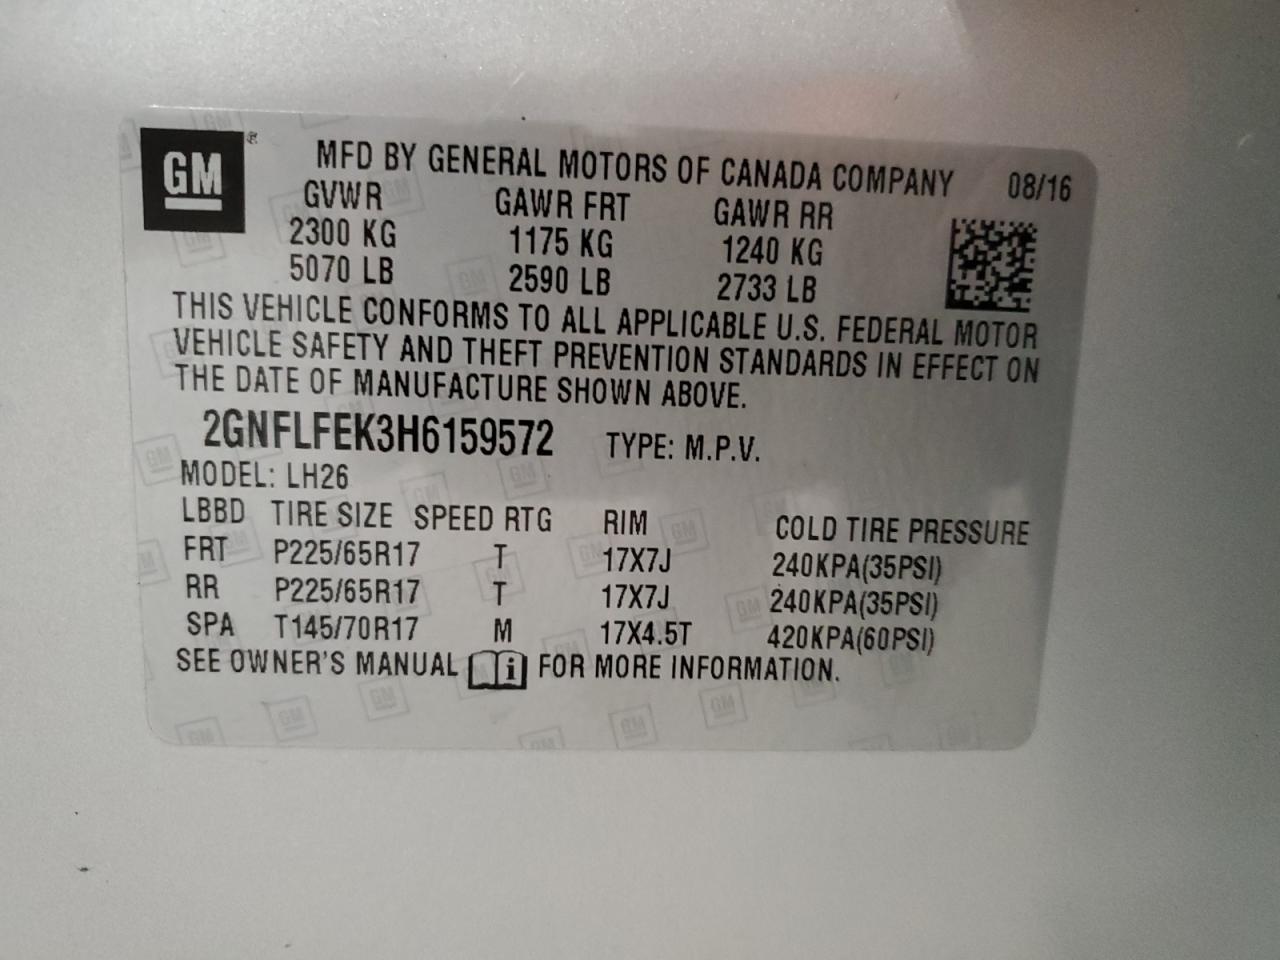 GM ® MFD BY GENERAL MOTORS OF CANADA COMPANY 08/16
GVWR GAWR FRT GAWR RR
2300 KG 1175 KG 1240 KG
5070 LB 2590 LB 2733 LB
THIS VEHICLE CONFORMS TO ALL APPLICABLE U.S. FEDERAL MOTOR
VEHICLE SAFETY AND THEFT PREVENTION STANDARDS IN EFFECT ON
THE DATE OF MANUFACTURE SHOWN ABOVE.
2GNFLFEK3H6159572 TYPE: M.P.V.
MODEL: LH26
LBBD TIRE SIZE SPEED RTG RIM COLD TIRE PRESSURE
FRT P225/65R17 T 17X7J 240KPA(35PSI)
RR P225/65R17 T 17X7J 240KPA(35PSI)
SPA T145/70R17 M 17X4.5T 420KPA(60PSI)
SEE OWNER'S MANUAL i FOR MORE INFORMATION.